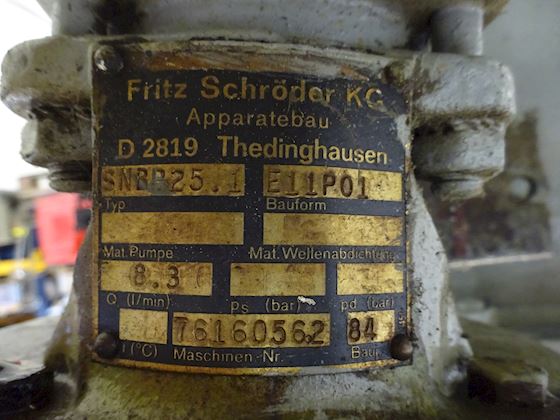 Fritz Schröder KG
Apparatebau
D 2819 Thedinghausen
SNBP25.1 E11P01
Typ Bauform
Mat. Pumpe Mat. Wellenabdichtung
8.3
Q (l/min) ps (bar) pd (bar)
76160562 84
t (°C) Maschinen-Nr. Bauj.